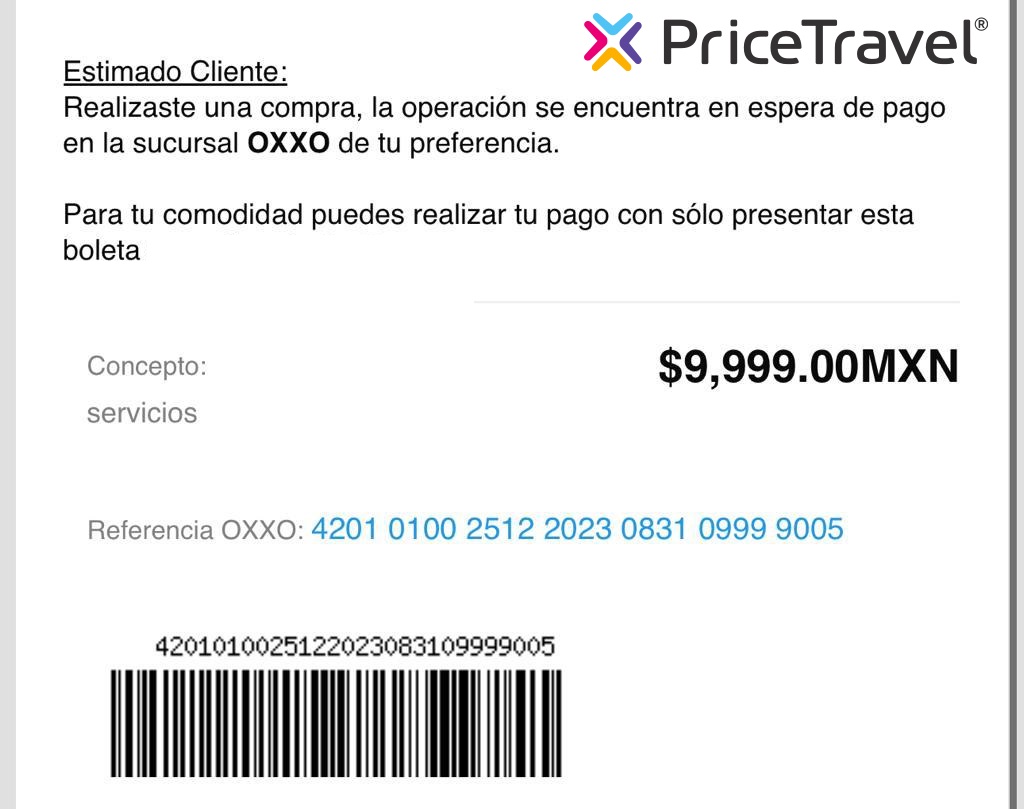 PriceTravel®
Estimado Cliente:
Realizaste una compra, la operación se encuentra en espera de pago
en la sucursal OXXO de tu preferencia.
Para tu comodidad puedes realizar tu pago con sólo presentar esta
boleta
Concepto:
$9,999.00MXN
servicios
Referencia OXXO: 4201 0100 2512 2023 0831 0999 9005
4201010025122023083109999005